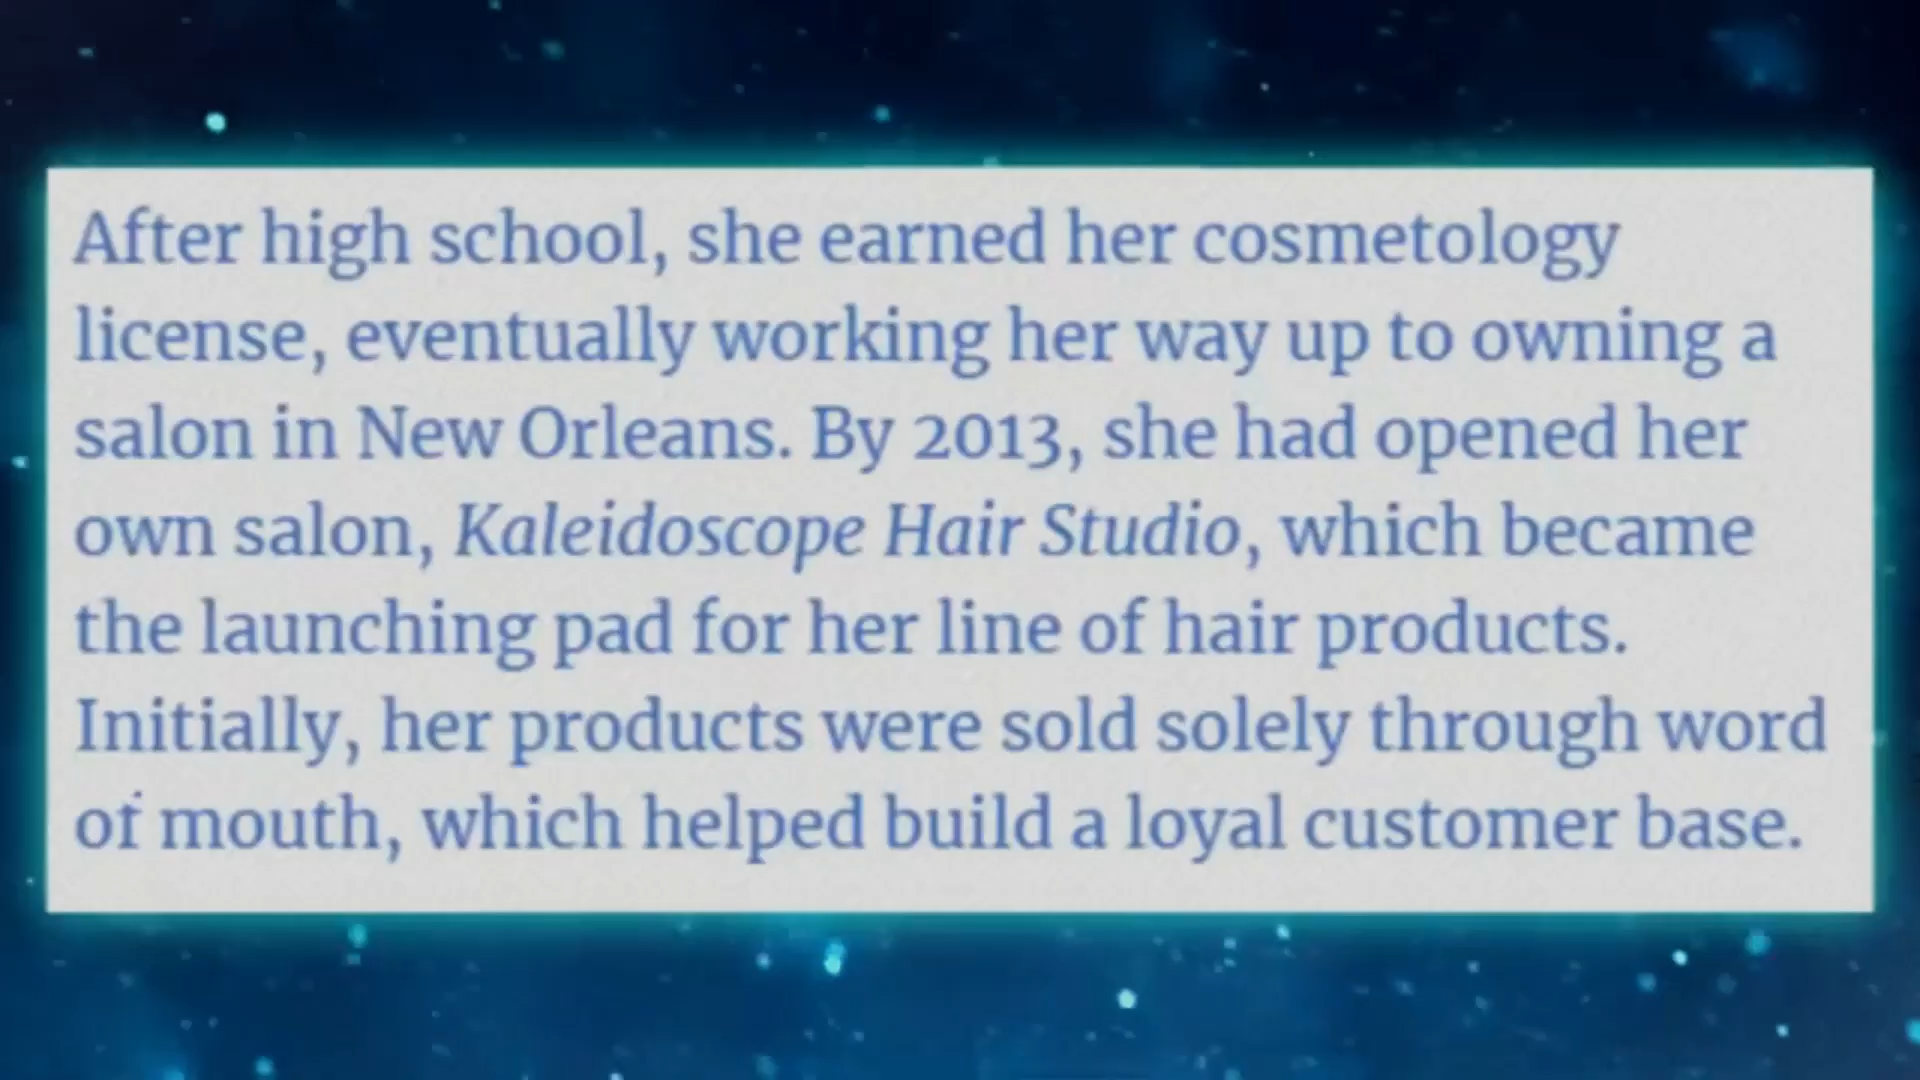 After high school, she earned her cosmetology
license, eventually working her way up to owning a
salon in New Orleans. By 2013, she had opened her
own salon, Kaleidoscope Hair Studio, which became
the launching pad for her line of hair products.
Initially, her products were sold solely through word
of mouth, which helped build a loyal customer base.